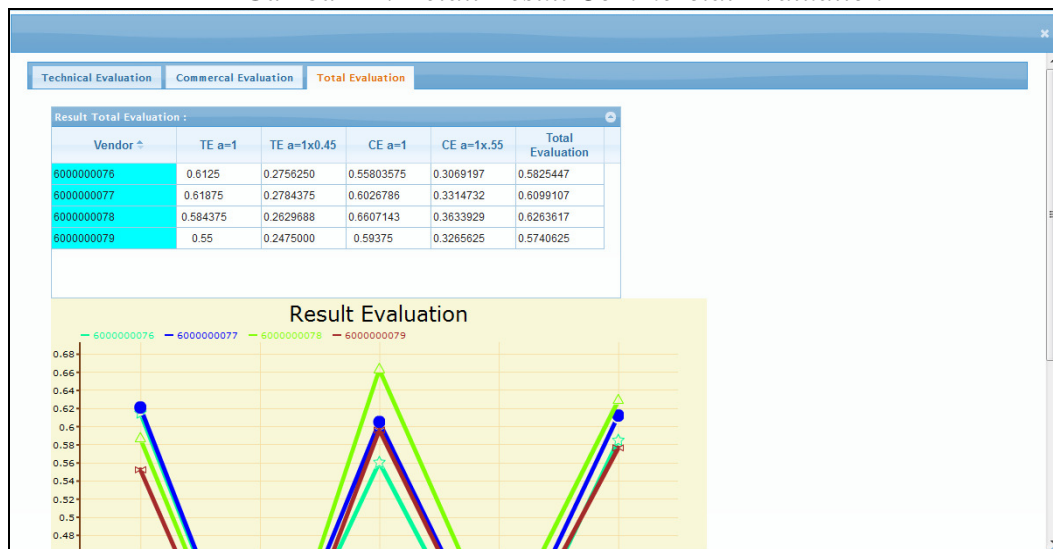 Technical Evaluation Commercal Evaluation Total Evaluation
Result Total Evaluation :
Vendor TE a=1 TE a=1x0.45 CE a=1 CE a=1x.55 Total Evaluation
6000000076 0.6125 0.2756250 0.55803575 0.3069197 0.5825447
6000000077 0.61875 0.2784375 0.6026786 0.3314732 0.6099107
6000000078 0.584375 0.2629688 0.6607143 0.3633929 0.6263617
6000000079 0.55 0.2475000 0.59375 0.3265625 0.5740625
Result Evaluation
6000000076 6000000077 6000000078 6000000079
0.68
0.66
0.64
0.62
0.6
0.58
0.56
0.54
0.52
0.5
0.48